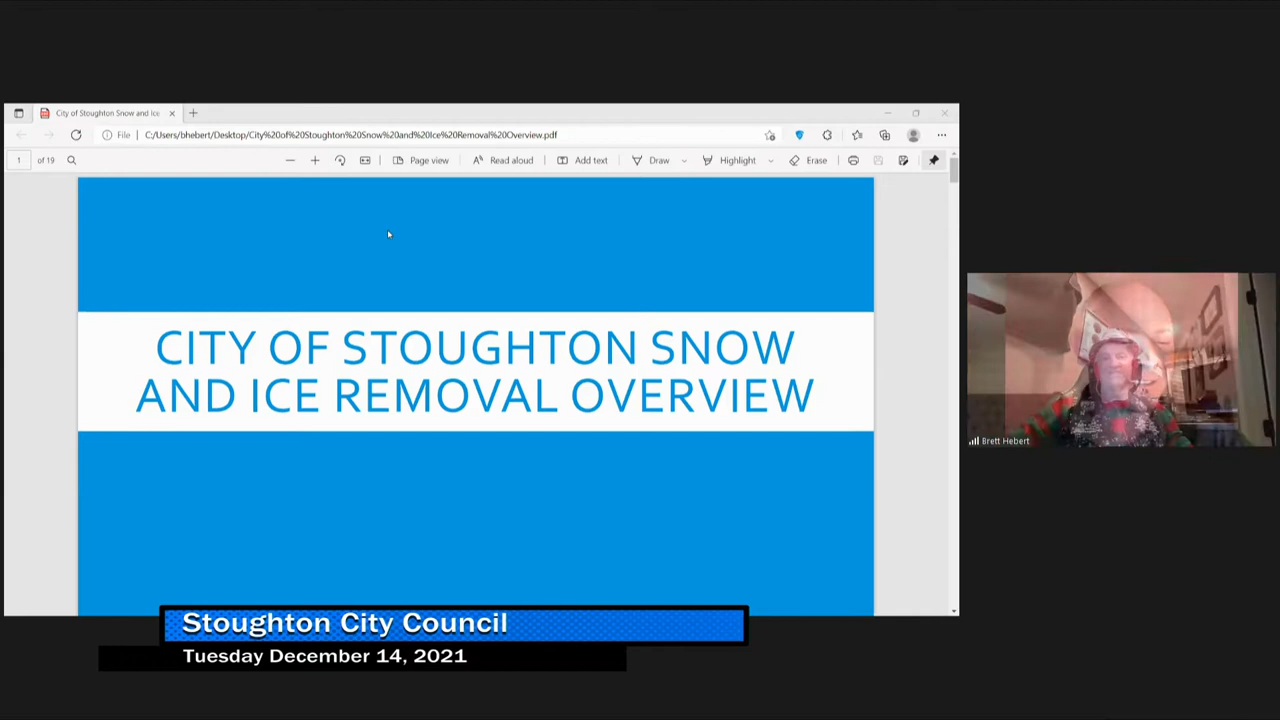 City of Stoughton Snow and Ice
File
C:/Users/bhebert/Desktop/City%20of%20Stoughton%20Snow%20and%20Ice%20Removal%20Overview.pdf
1 of 19
Page view
Read aloud
Add text
Draw
Highlight
Erase
CITY OF STOUGHTON SNOW
AND ICE REMOVAL OVERVIEW
Brett Hebert
Stoughton City Council
Tuesday December 14, 2021